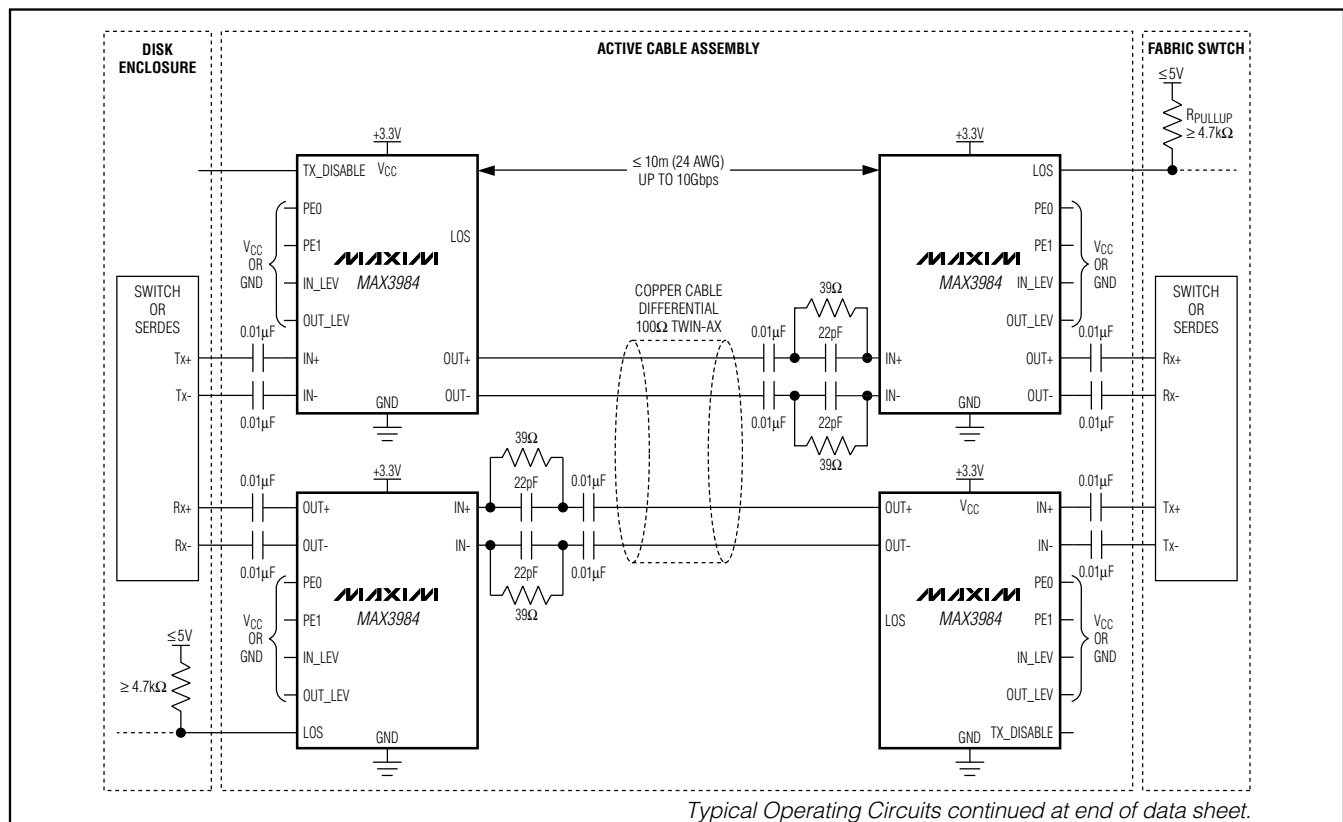 DISK
ENCLOSURE
ACTIVE CABLE ASSEMBLY
FABRIC SWTCH
≤5V
RPULLUP
≥ 4.7kΩ
+3.3V
TX_DISABLE
VCC
PE0
PE1
IN_LEV
OUT_LEV
VCC
OR
GND
MAXIM
MAX3984
LOS
IN+
IN-
OUT+
OUT-
GND
≤ 10m (24 AWG)
UP TO 10Gbps
+3.3V
LOS
PE0
PE1
IN_LEV
OUT_LEV
VCC
OR
GND
MAXIM
MAX3984
IN+
IN-
OUT+
OUT-
GND
SWITCH
OR
SERDES
Tx+
Tx-
Rx+
Rx-
0.01μF
0.01μF
COPPER CABLE
DIFFERENTIAL
100Ω TWIN-AX
39Ω
0.01μF
22pF
0.01μF
22pF
39Ω
0.01μF
0.01μF
SWITCH
OR
SERDES
Rx+
Rx-
Tx+
Tx-
0.01μF
0.01μF
+3.3V
OUT+
OUT-
IN+
IN-
PE0
PE1
IN_LEV
OUT_LEV
LOS
VCC
OR
GND
MAXIM
MAX3984
GND
≤5V
≥ 4.7kΩ
39Ω
22pF
0.01μF
22pF
0.01μF
39Ω
+3.3V
OUT+
VCC
IN+
OUT-
IN-
MAXIM
MAX3984
LOS
PE0
PE1
IN_LEV
OUT_LEV
GND
TX_DISABLE
VCC
OR
GND
0.01μF
0.01μF
Typical Operating Circuits continued at end of data sheet.